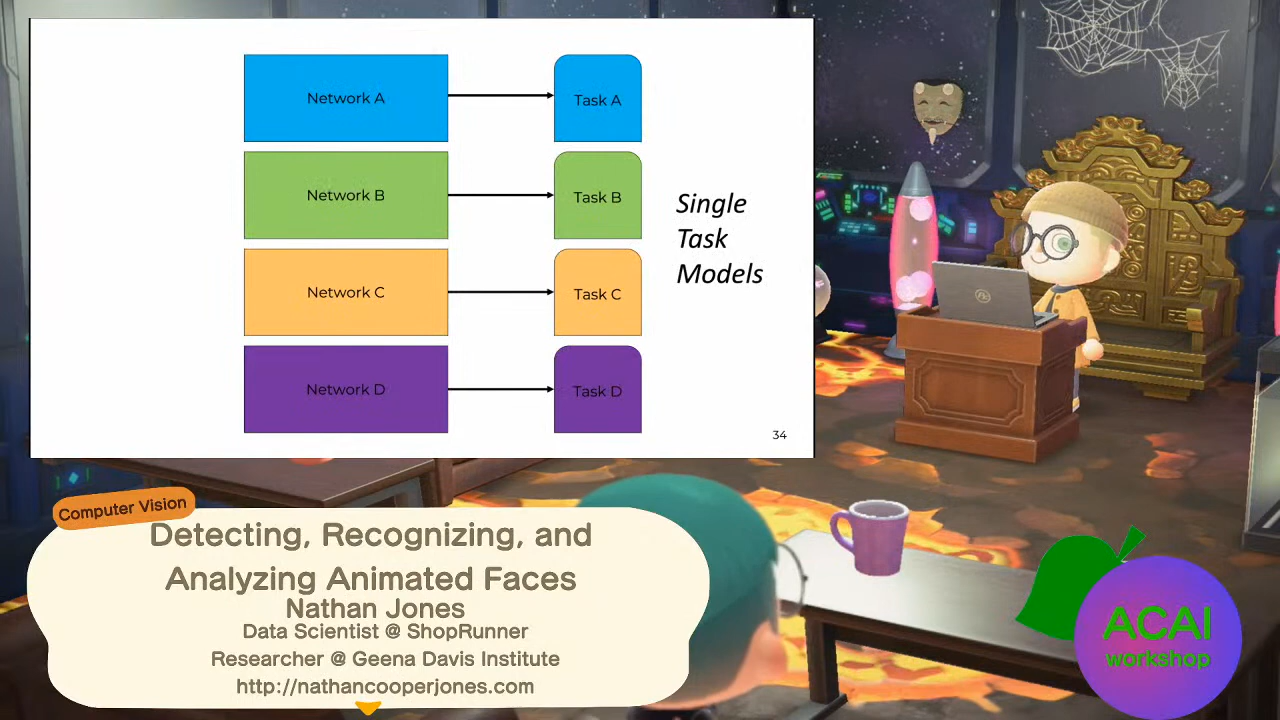 Network A
Task A
Network B
Task B
Network C
Task C
Network D
Task D
Single
Task
Models
34
Computer Vision
Detecting, Recognizing, and
Analyzing Animated Faces
Nathan Jones
Data Scientist @ ShopRunner
Researcher @ Geena Davis Institute
http://nathancooperjones.com
ACAI
workshop